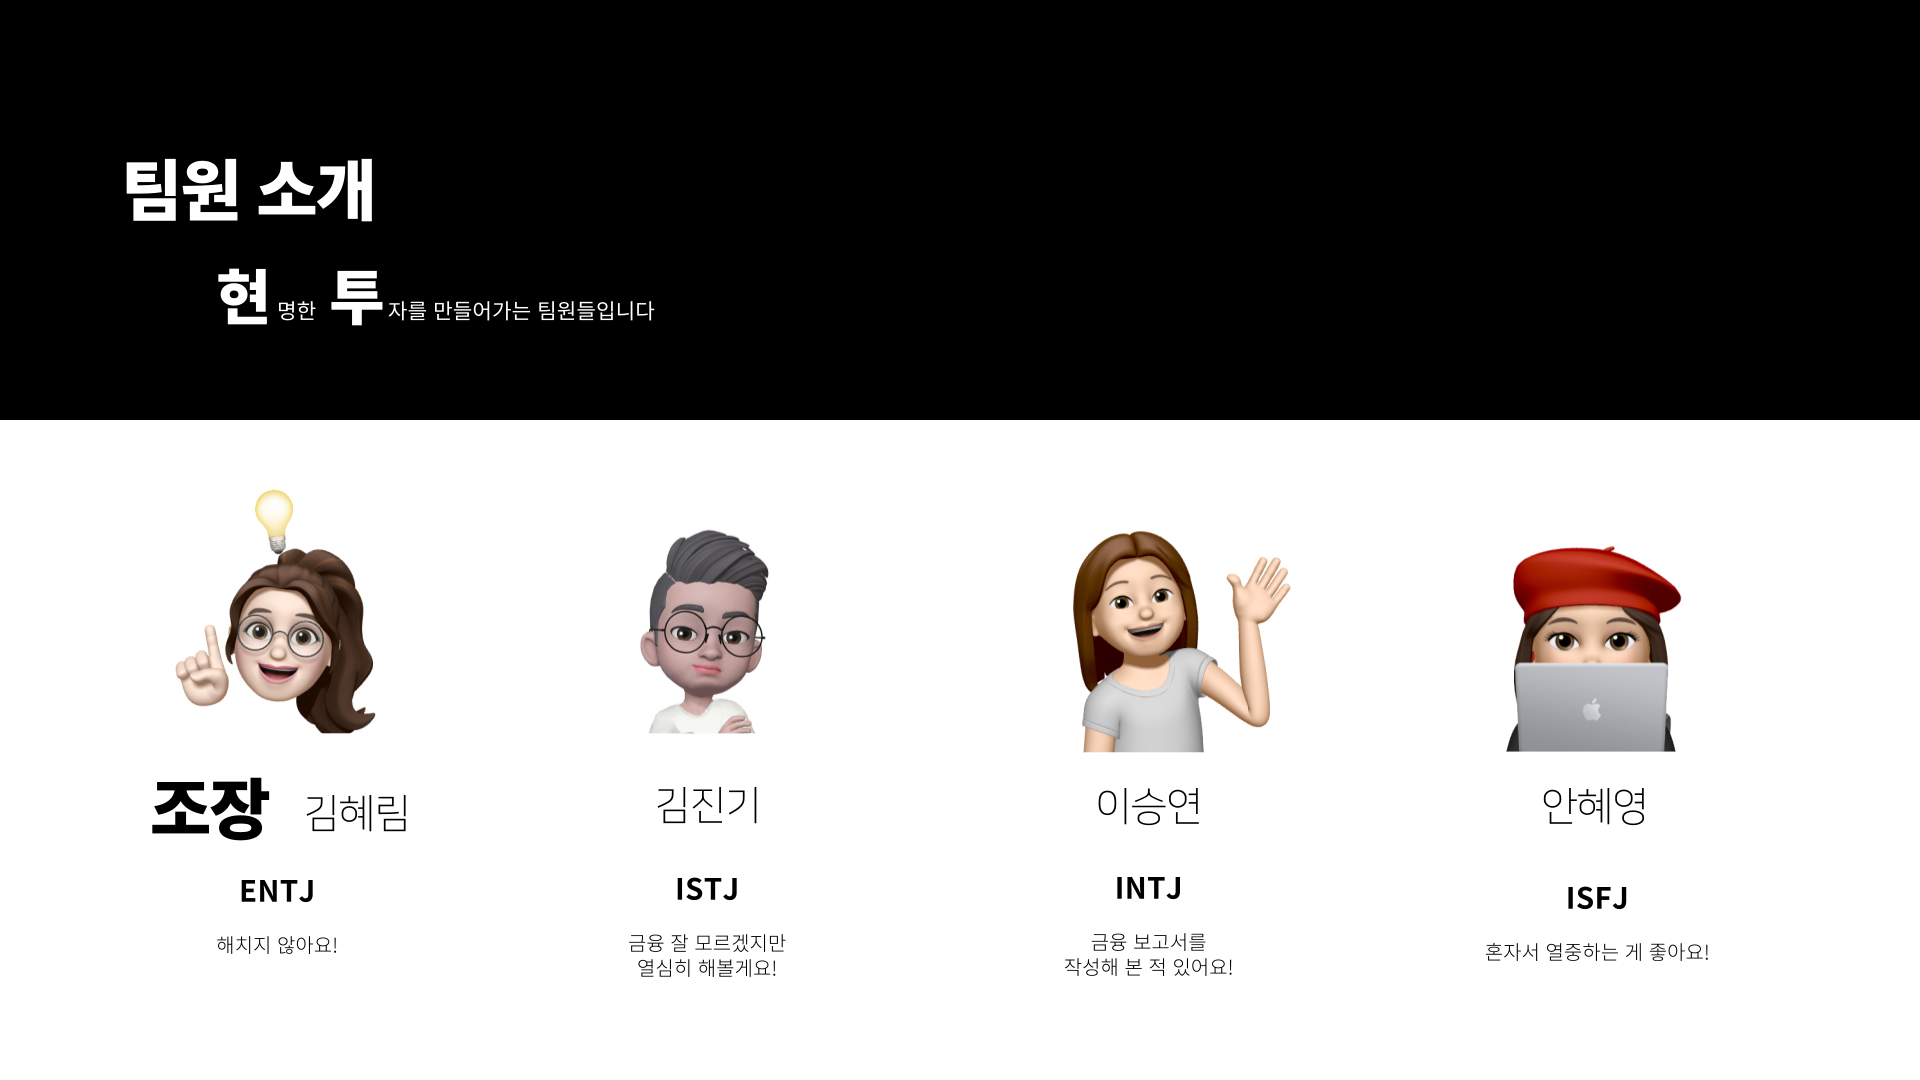 팀원 소개
현명한 투자를 만들어가는 팀원들입니다
조장 김혜림
ENTJ
해치지 않아요!
김진기
ISTJ
금융 잘 모르겠지만
열심히 해볼게요!
이승연
INTJ
금융 보고서를
작성해 본 적 있어요!
안혜영
ISFJ
혼자서 열중하는 게 좋아요!